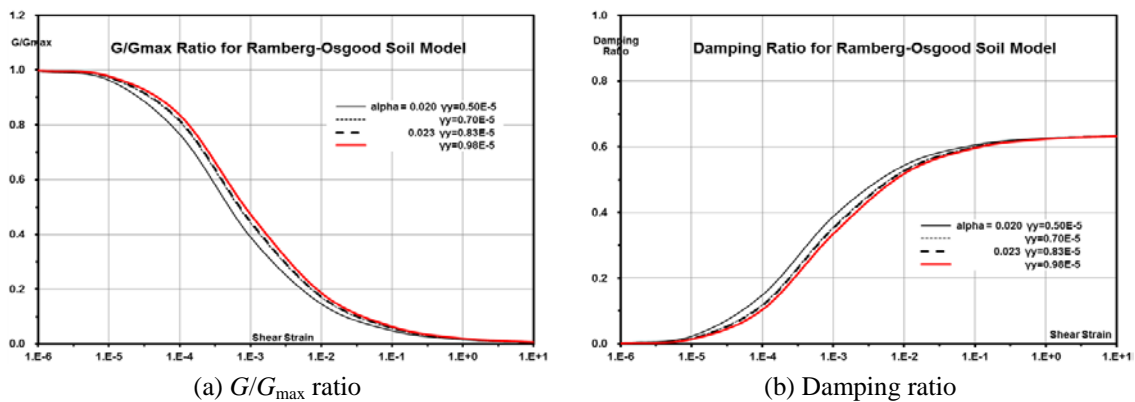 1.2
G/Gmax
G/Gmax Ratio for Ramberg-Osgood Soil Model
1.0
alpha = 0.020 γy=0.50E-5
γy=0.70E-5
0.8
0.023 γy=0.83E-5
γy=0.98E-5
0.6
0.4
0.2
Shear Strain
0.0
1.E-6 1.E-5 1.E-4 1.E-3 1.E-2 1.E-1 1.E+0 1.E+1
(a) G/Gmax ratio
1.0
Damping
Ratio
Damping Ratio for Ramberg-Osgood Soil Model
0.8
0.6
0.4
alpha = 0.020 γy=0.50E-5
γy=0.70E-5
0.023 γy=0.83E-5
γy=0.98E-5
0.2
Shear Strain
0.0
1.E-6 1.E-5 1.E-4 1.E-3 1.E-2 1.E-1 1.E+0 1.E+1
(b) Damping ratio